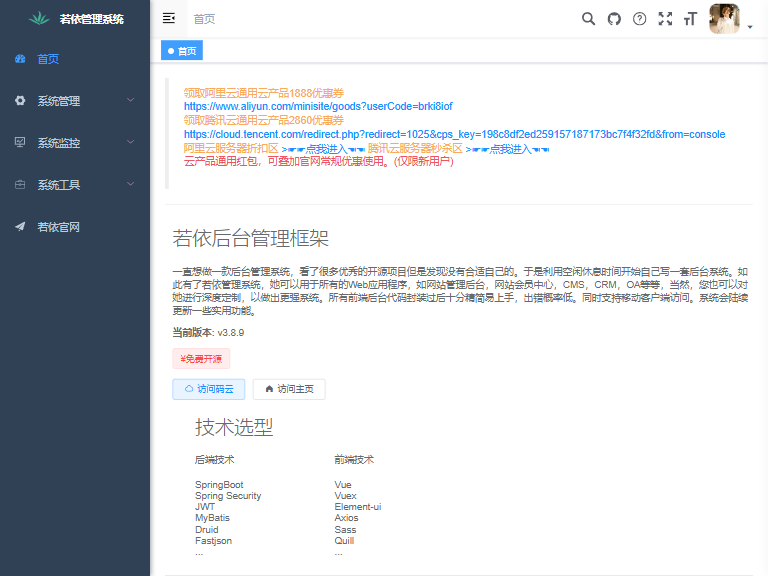 若依管理系统
首页
系统管理
系统监控
系统工具
若依官网
首页
首页
领取阿里云通用云产品1888优惠券
https://www.aliyun.com/minisite/goods?userCode=brki8iof
领取腾讯云通用云产品2860优惠券
https://cloud.tencent.com/redirect.php?redirect=1025&cps_key=198c8df2ed259157187173bc7f4f32fd&from=console
阿里云服务器折扣区 >☛☛点我进入☚☚ 腾讯云服务器秒杀区 >☛☛点我进入☚☚
云产品通用红包，可叠加官网常规优惠使用。(仅限新用户)
若依后台管理框架
一直想做一款后台管理系统，看了很多优秀的开源项目但是发现没有合适自己的。于是利用空闲休息时间开始自己写一套后台系统。如
此有了若依管理系统，她可以用于所有的Web应用程序，如网站管理后台，网站会员中心，CMS，CRM，OA等等，当然，您也可以对
她进行深度定制，以做出更强系统。所有前端后台代码封装过后十分精简易上手，出错概率低。同时支持移动客户端访问。系统会陆续
更新一些实用功能。
当前版本: v3.8.9
¥免费开源
访问码云
访问主页
技术选型
后端技术
SpringBoot
Spring Security
JWT
MyBatis
Druid
Fastjson
...
前端技术
Vue
Vuex
Element-ui
Axios
Sass
Quill
...